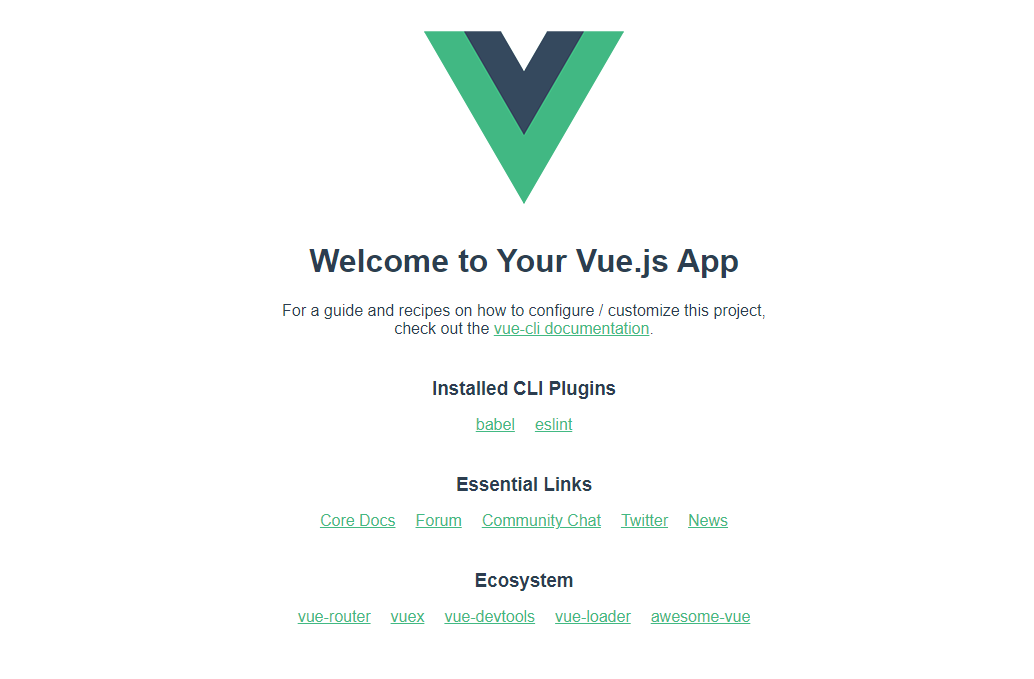 Welcome to Your Vue.js App
For a guide and recipes on how to configure / customize this project,
check out the vue-cli documentation.
Installed CLI Plugins
babel eslint
Essential Links
Core Docs Forum Community Chat Twitter News
Ecosystem
vue-router vuex vue-devtools vue-loader awesome-vue